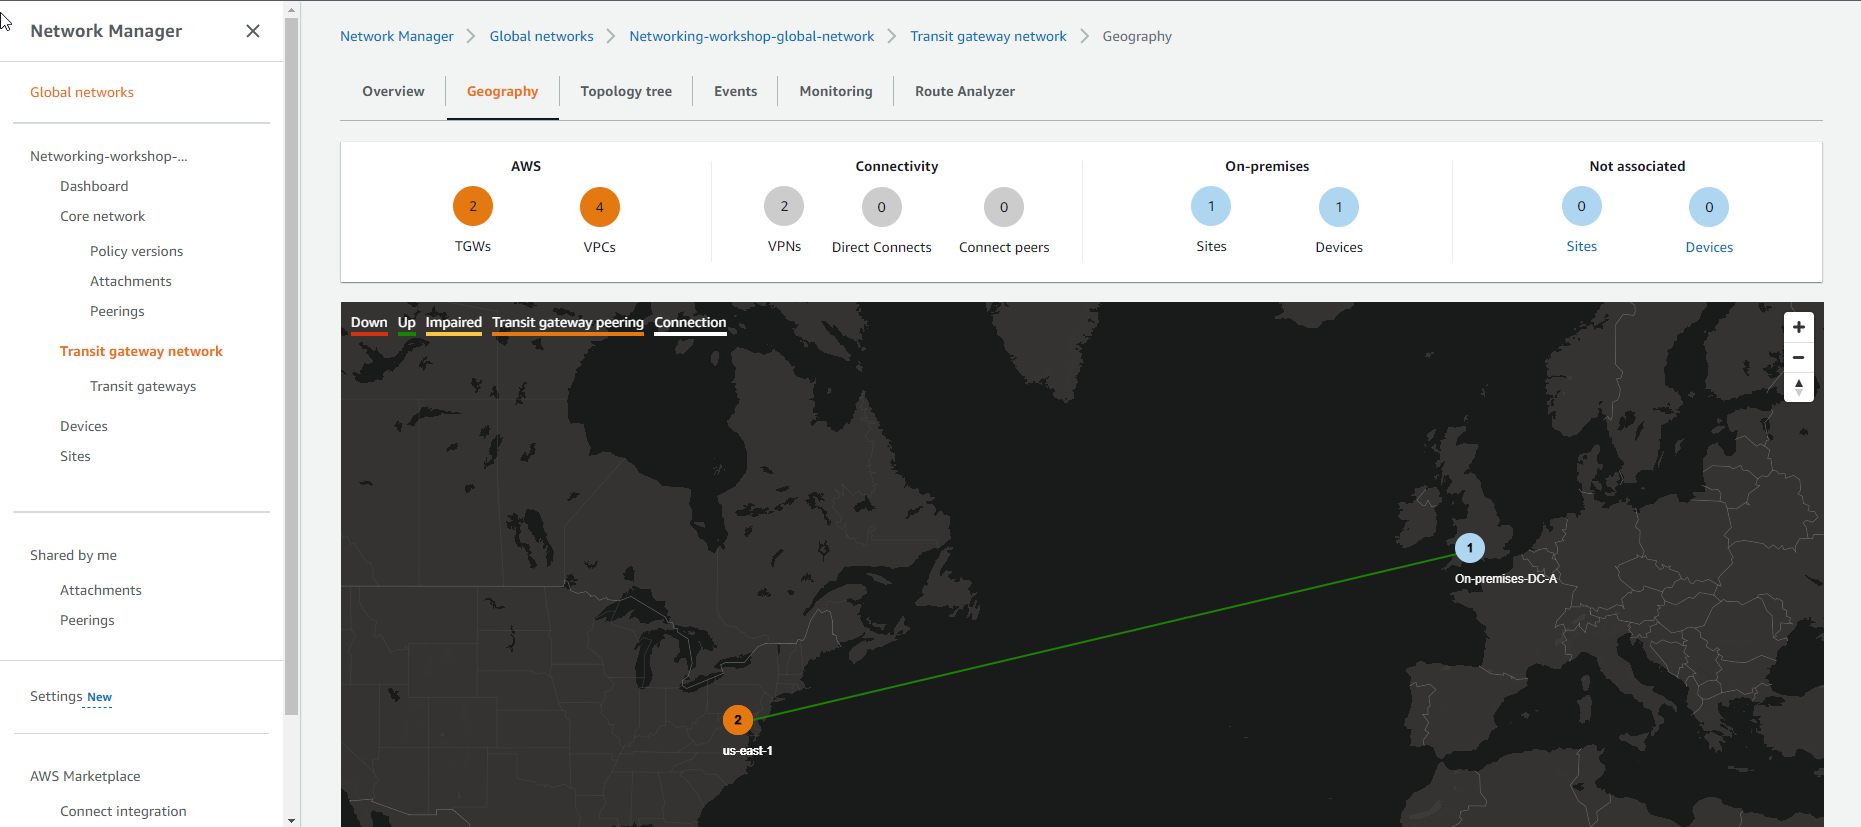 Network Manager
Global networks
Networking-workshop-...
Dashboard
Core network
Policy versions
Attachments
Peerings
Transit gateway network
Transit gateways
Devices
Sites
Shared by me
Attachments
Peerings
Settings New
AWS Marketplace
Connect integration
Network Manager Global networks Networking-workshop-global-network Transit gateway network Geography
Overview Geography Topology tree Events Monitoring Route Analyzer
AWS Connectivity On-premises Not associated
2 4 2 0 0 1 1 0 0
TGWs VPCs VPNs Direct Connects Connect peers Sites Devices Sites Devices
Down Up Impaired Transit gateway peering Connection
1
On-premises-DC-A
2
us-east-1